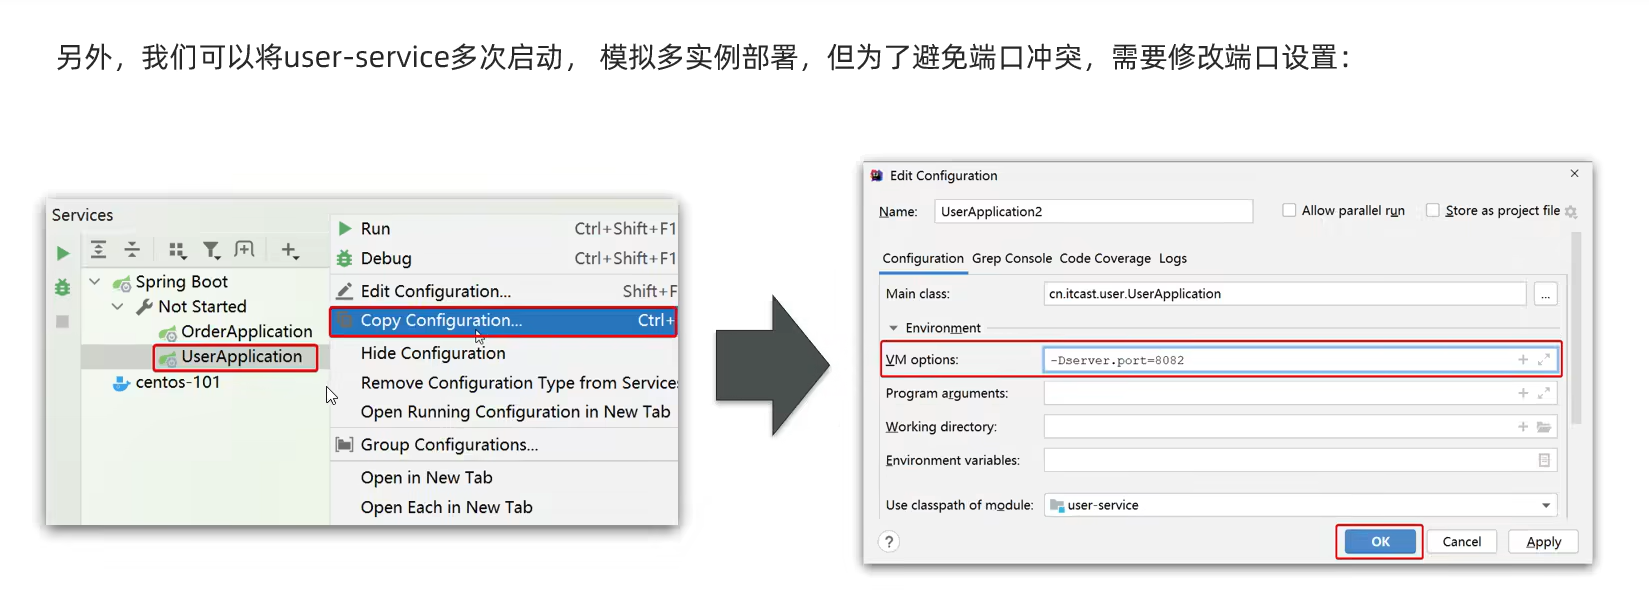 另外，我们可以将user-service多次启动， 模拟多实例部署，但为了避免端口冲突，需要修改端口设置：
Services
Spring Boot
Not Started
OrderApplication
UserApplication
centos-101
Run Ctrl+Shift+F1
Debug Ctrl+Shift+F1
Edit Configuration... Shift+F
Copy Configuration... Ctrl+
Hide Configuration
Remove Configuration Type from Service
Open Running Configuration in New Tab
Group Configurations...
Open in New Tab
Open Each in New Tab
Edit Configuration
Name: UserApplication2 Allow parallel run Store as project file
Configuration Grep Console Code Coverage Logs
Main class: cn.itcast.user.UserApplication ...
Environment
VM options: -Dserver.port=8082
Program arguments:
Working directory:
Environment variables:
Use classpath of module: user-service
? OK Cancel Apply